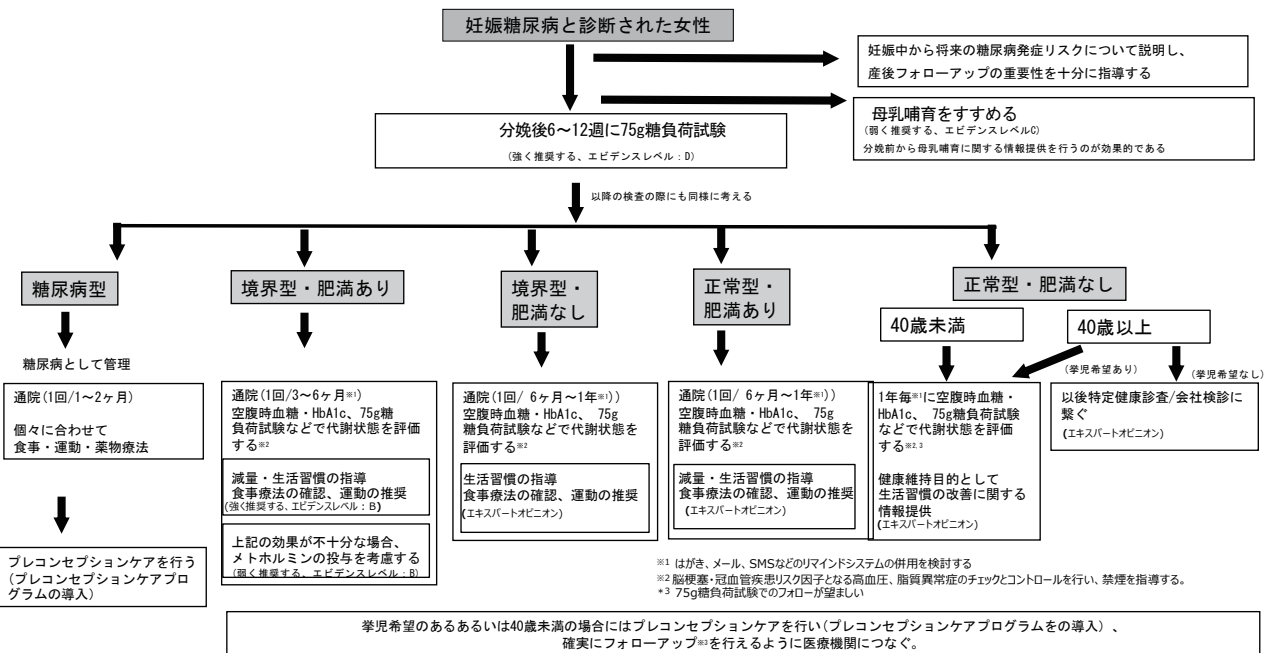 妊娠糖尿病と診断された女性
妊娠中から将来の糖尿病発症リスクについて説明し、
産後フォローアップの重要性を十分に指導する
母乳哺育をすすめる
(弱く推奨する、エビデンスレベルC)
分娩前から母乳哺育に関する情報提供を行うのが効果的である
分娩後6～12週に75g糖負荷試験
(強く推奨する、エビデンスレベル：D)
以降の検査の際にも同様に考える
糖尿病型
糖尿病として管理
通院(1回/1～2ヶ月)
個々に合わせて
食事・運動・薬物療法
プレコンセプションケアを行う
(プレコンセプションケアプロ
グラムの導入)
境界型・肥満あり
通院(1回/3～6ヶ月※1)
空腹時血糖・HbA1c、75g糖
負荷試験などで代謝状態を評価
する※2
減量・生活習慣の指導
食事療法の確認、運動の推奨
(強く推奨する、エビデンスレベル：B)
上記の効果が不十分な場合、
メトホルミンの投与を考慮する
(弱く推奨する、エビデンスレベル：B)
境界型・
肥満なし
通院(1回/ 6ヶ月～1年※1))
空腹時血糖・HbA1c、 75g
糖負荷試験などで代謝状態を
評価する※2
生活習慣の指導
食事療法の確認、運動の推奨
(エキスパートオピニオン)
正常型・
肥満あり
通院(1回/ 6ヶ月～1年※1))
空腹時血糖・HbA1c、 75g
糖負荷試験などで代謝状態を
評価する※2
減量・生活習慣の指導
食事療法の確認、運動の推奨
(エキスパートオピニオン)
正常型・肥満なし
40歳未満
40歳以上
(挙児希望あり)
(挙児希望なし)
1年毎※1に空腹時血糖・
HbA1c、 75g糖負荷試験
などで代謝状態を評価
する※2,3
健康維持目的として
生活習慣の改善に関する
情報提供
(エキスパートオピニオン)
以後特定健康診査/会社検診に
繋ぐ
(エキスパートオピニオン)
※1 はがき、メール、SMSなどのリマインドシステムの併用を検討する
※2 脳梗塞・冠血管疾患リスク因子となる高血圧、脂質異常症のチェックとコントロールを行い、禁煙を指導する。
*3 75g糖負荷試験でのフォローが望ましい
挙児希望のあるあるいは40歳未満の場合にはプレコンセプションケアを行い(プレコンセプションケアプログラムをの導入)、
確実にフォローアップ※3を行えるように医療機関につなぐ。